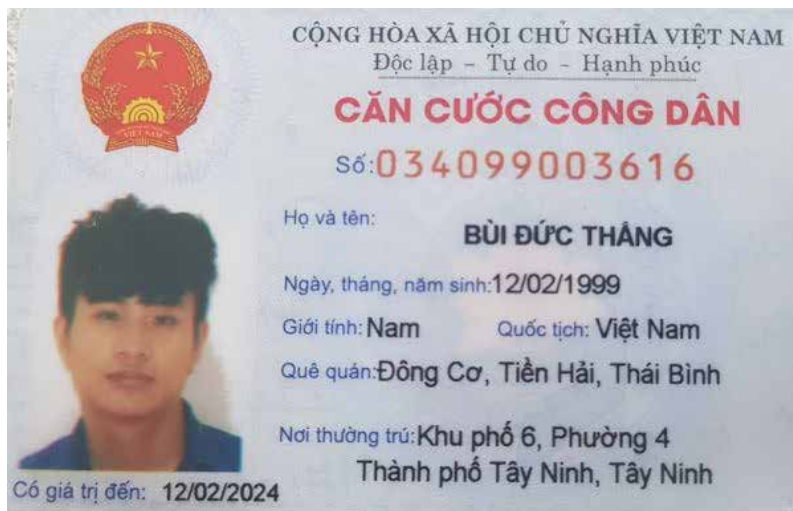 CỘNG HÒA XÃ HỘI CHỦ NGHĨA VIỆT NAM
Độc lập - Tự do - Hạnh phúc
CĂN CƯỚC CÔNG DÂN
Số:034099003616
Họ và tên:
BÙI ĐỨC THẮNG
Ngày, tháng, năm sinh:12/02/1999
Giới tính: Nam Quốc tịch: Việt Nam
Quê quán:Đông Cơ, Tiền Hải, Thái Bình
Nơi thường trú:Khu phố 6, Phường 4
Thành phố Tây Ninh, Tây Ninh
Có giá trị đến: 12/02/2024
VIỆT NAM